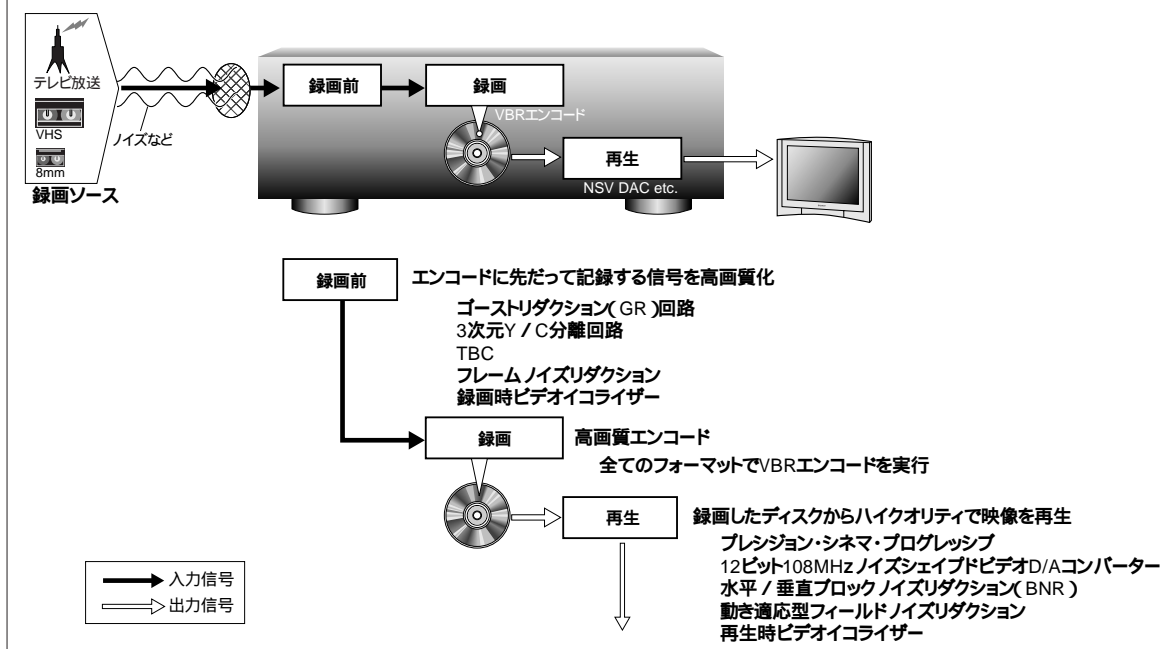 テレビ放送
VHS
8mm
録画ソース
ノイズなど
録画前
録画
VBRエンコード
再生
NSV DAC etc.
録画前
エンコードに先だって記録する信号を高画質化
ゴーストリダクション(GR)回路
3次元Y/C分離回路
TBC
フレームノイズリダクション
録画時ビデオイコライザー
録画
高画質エンコード
全てのフォーマットでVBRエンコードを実行
再生
録画したディスクからハイクオリティで映像を再生
プレシジョン・シネマ・プログレッシブ
12ビット108MHzノイズシェイプドビデオD/Aコンバーター
水平/垂直ブロックノイズリダクション(BNR)
動き適応型フィールドノイズリダクション
再生時ビデオイコライザー
入力信号
出力信号